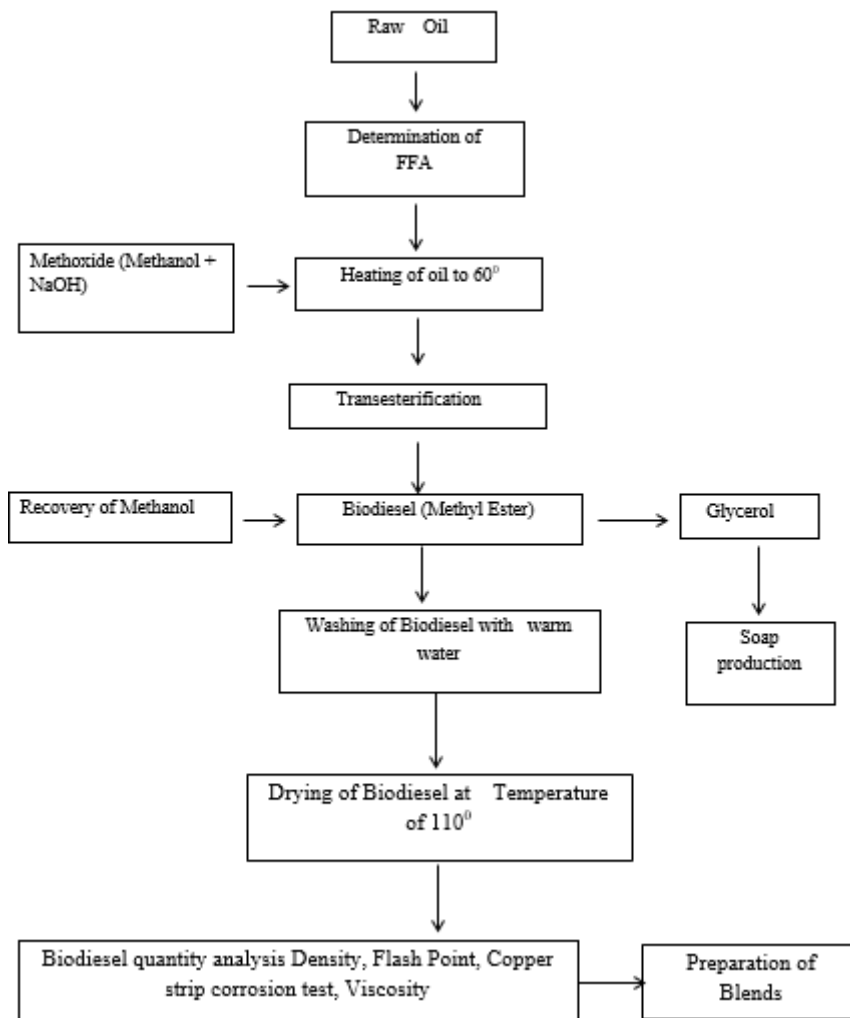 Raw Oil
Determination of
FFA
Methoxide (Methanol +
NaOH)
Heating of oil to 60°
Transesterification
Recovery of Methanol
Biodiesel (Methyl Ester)
Glycerol
Washing of Biodiesel with warm
water
Soap
production
Drying of Biodiesel at Temperature
of 110⁰
Biodiesel quantity analysis Density, Flash Point, Copper
strip corrosion test, Viscosity
Preparation of
Blends